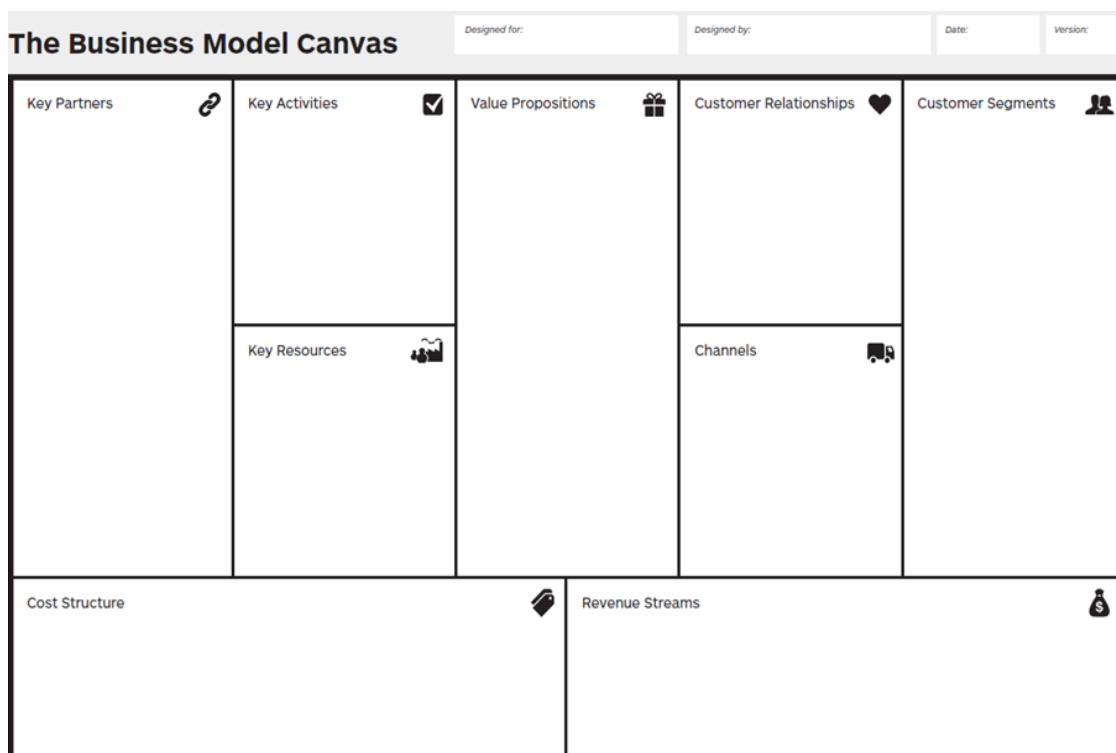 The Business Model Canvas
Designed for:
Designed by:
Date:
Version:
Key Partners
Key Activities
Value Propositions
Customer Relationships
Customer Segments
Key Resources
Channels
Cost Structure
Revenue Streams
$